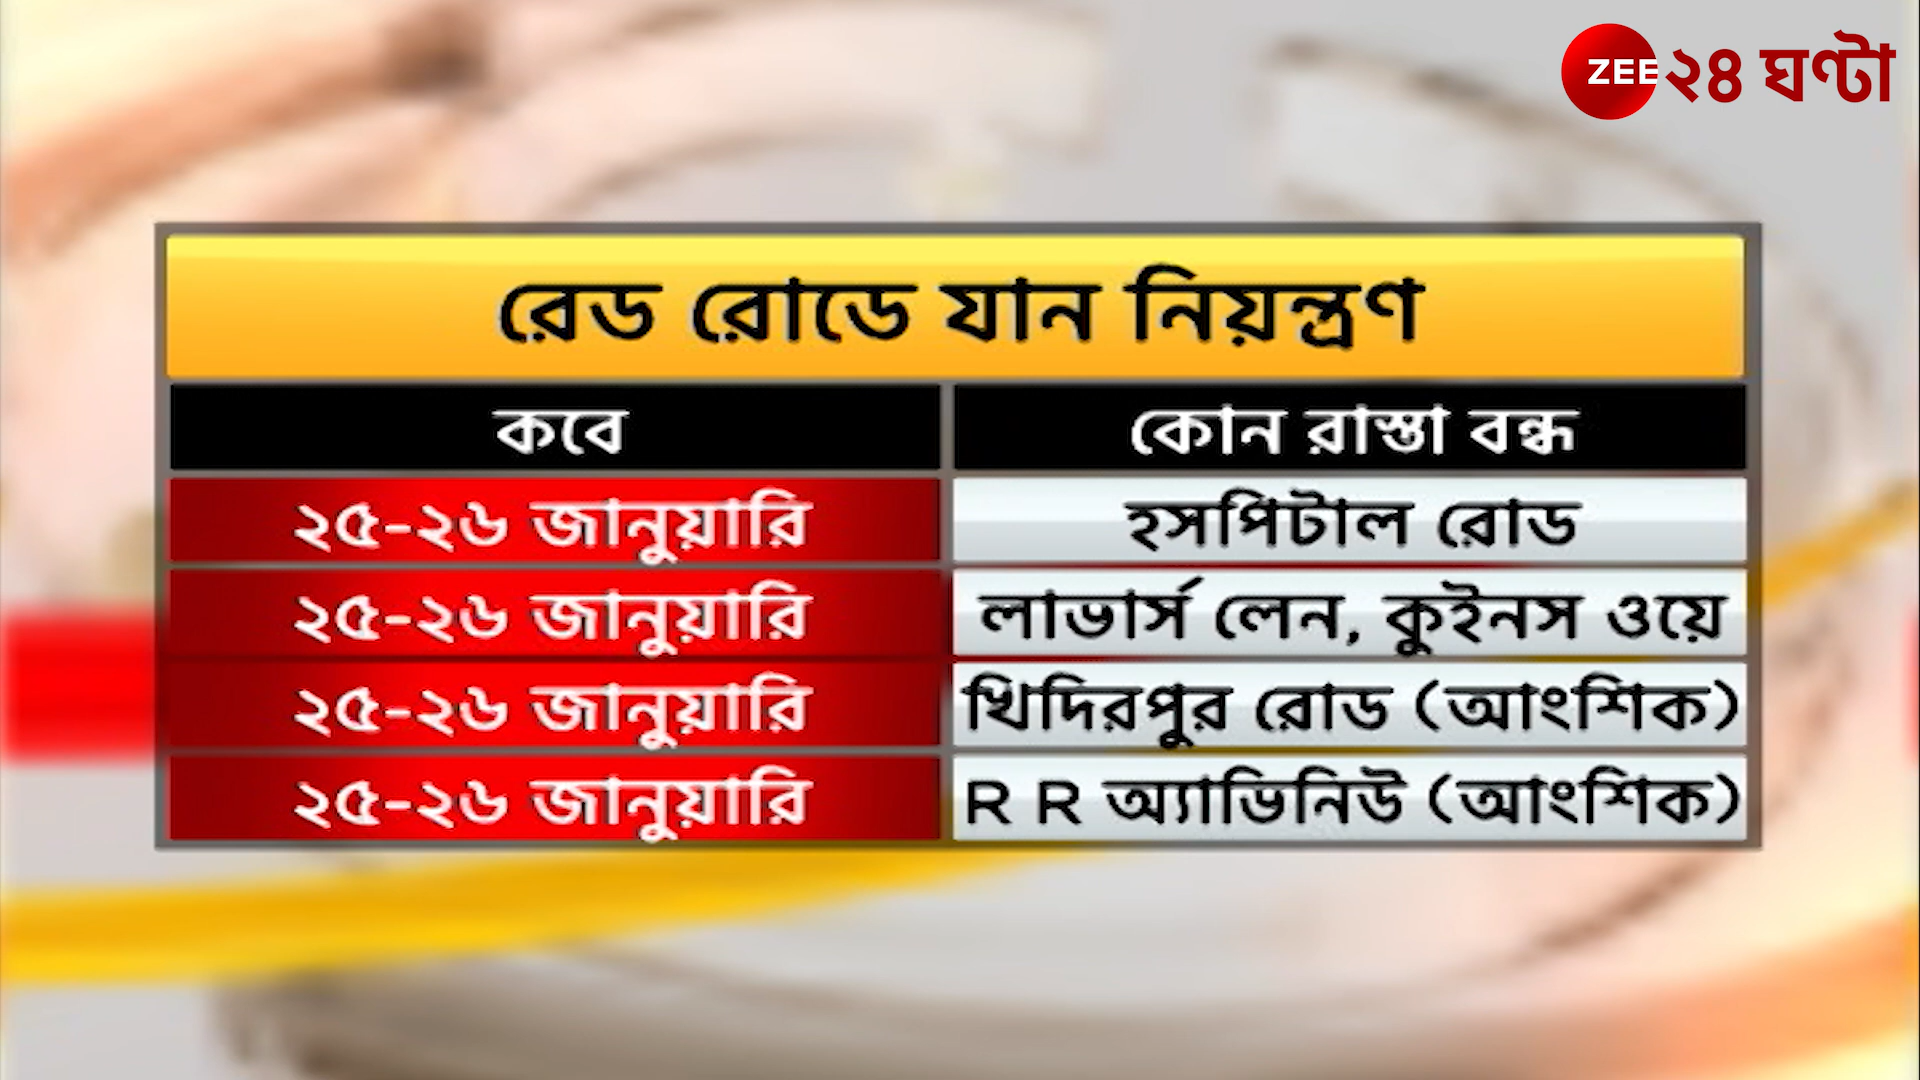 ZEE ২৪ ঘণ্টা
রেড রোডে যান নিয়ন্ত্রণ
কবে কোন রাস্তা বন্ধ
২৫-২৬ জানুয়ারি হসপিটাল রোড
২৫-২৬ জানুয়ারি লাভার্স লেন, কুইনস ওয়ে
২৫-২৬ জানুয়ারি খিদিরপুর রোড (আংশিক)
২৫-২৬ জানুয়ারি R R অ্যাভিনিউ (আংশিক)